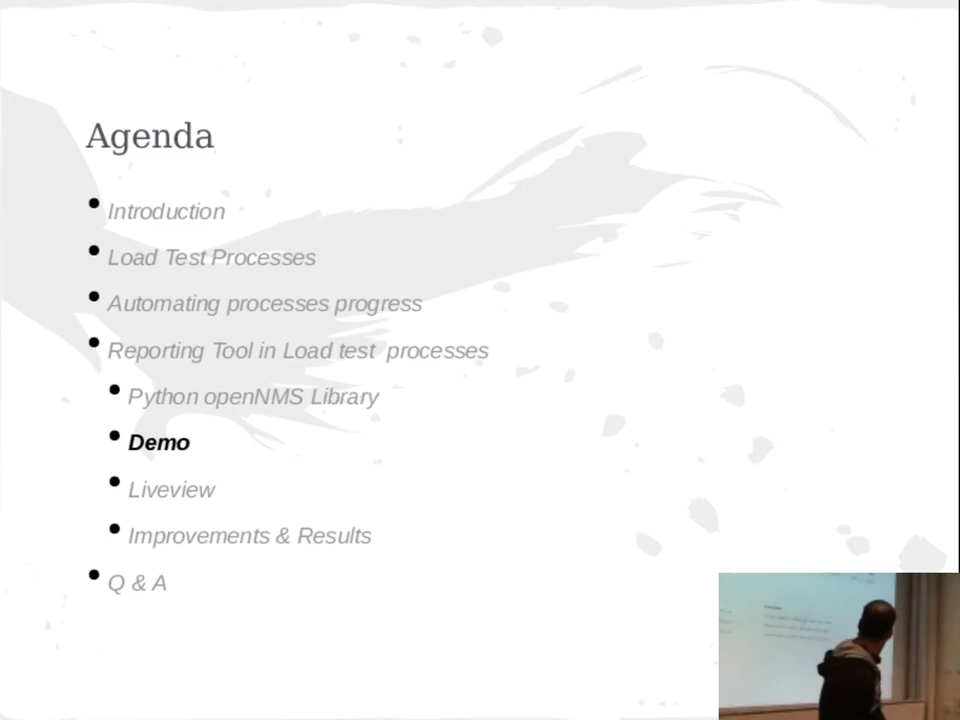 Agenda
Introduction
Load Test Processes
Automating processes progress
Reporting Tool in Load test processes
Python openNMS Library
Demo
Liveview
Improvements & Results
Q & A